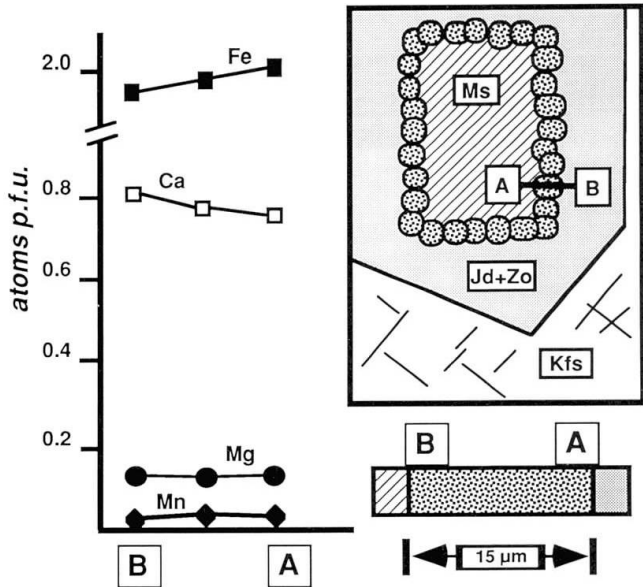 2.0
Fe
Ca
0.8
0.6
0.4
0.2
Mg
Mn
atoms p.f.u.
B
A
Ms
A
B
Jd+Zo
Kfs
B
A
15 µm